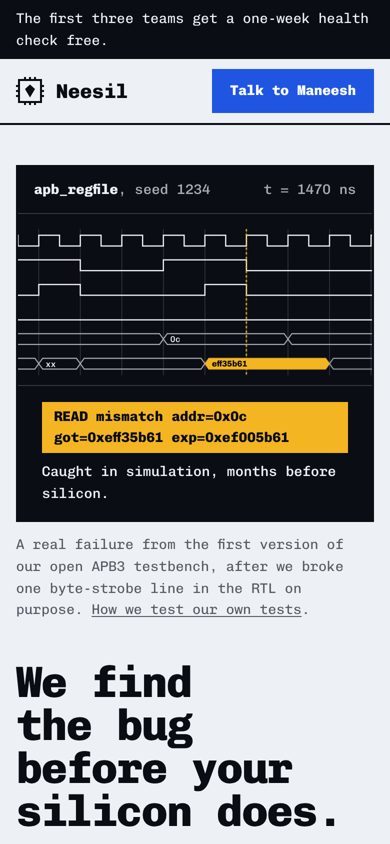 The first three teams get a one-week health
check free.
Neesil
Talk to Maneesh
apb_regfile, seed 1234
t = 1470 ns
0c
xx
eff35b61
READ mismatch addr=0x0c
got=0xeff35b61 exp=0xef005b61
Caught in simulation, months before
silicon.
A real failure from the first version of
our open APB3 testbench, after we broke
one byte-strobe line in the RTL on
purpose. How we test our own tests.
We find
the bug
before your
silicon does.